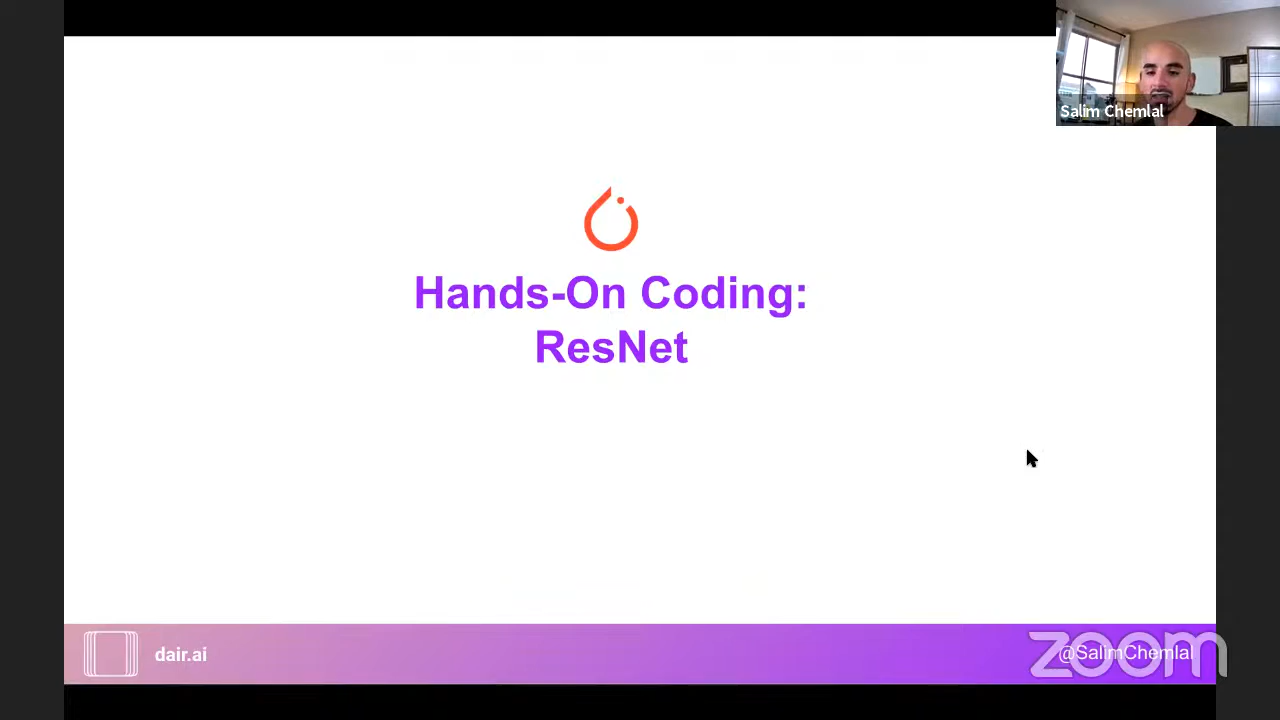 Salim Chemlal
Hands-On Coding:
ResNet
dair.ai
@SalimChemlal
zoom